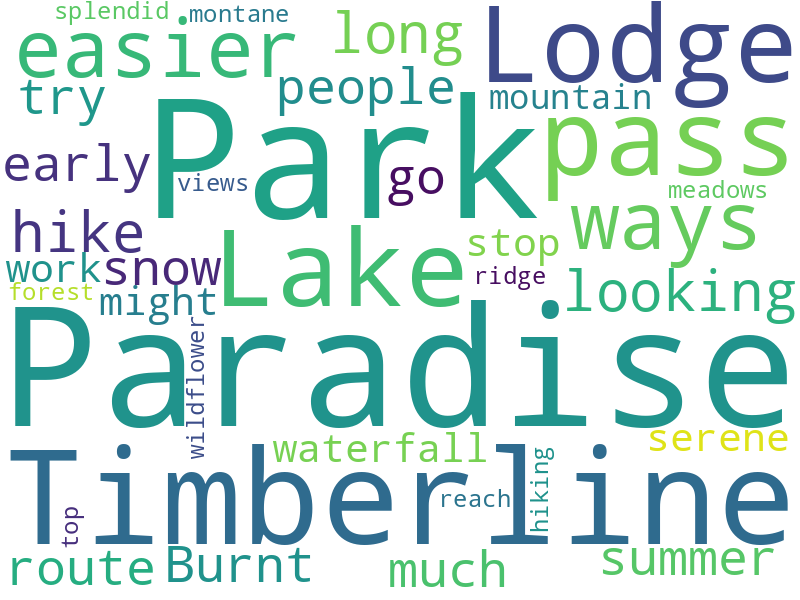 splendid
montane
easier
long
Lodge
try
people
mountain
Park
pass
early
views
go
meadows
hike
Lake
stop
ways
work
snow
ridge
looking
forest
might
Paradise
wildflower
waterfall
serene
Timberline
reach
hiking
top
route
Burnt
much
summer